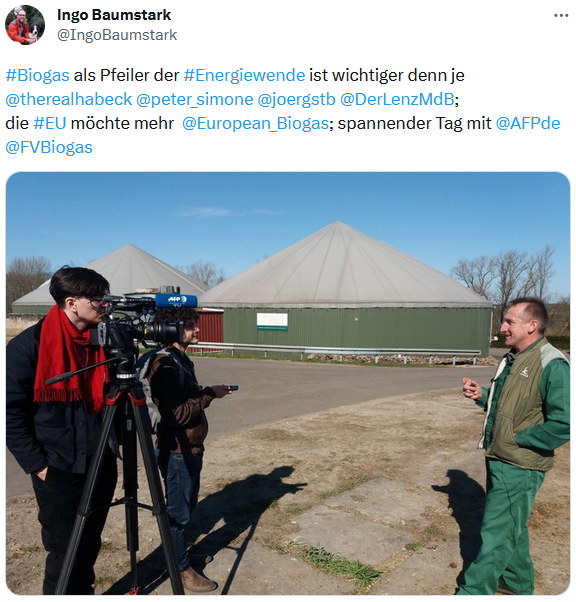 Ingo Baumstark
@IngoBaumstark
#Biogas als Pfeiler der #Energiewende ist wichtiger denn je
@therealhabeck @peter_simone @joergstb @DerLenzMdB;
die #EU möchte mehr @European_Biogas; spannender Tag mit @AFPde
@FVBiogas
AFP